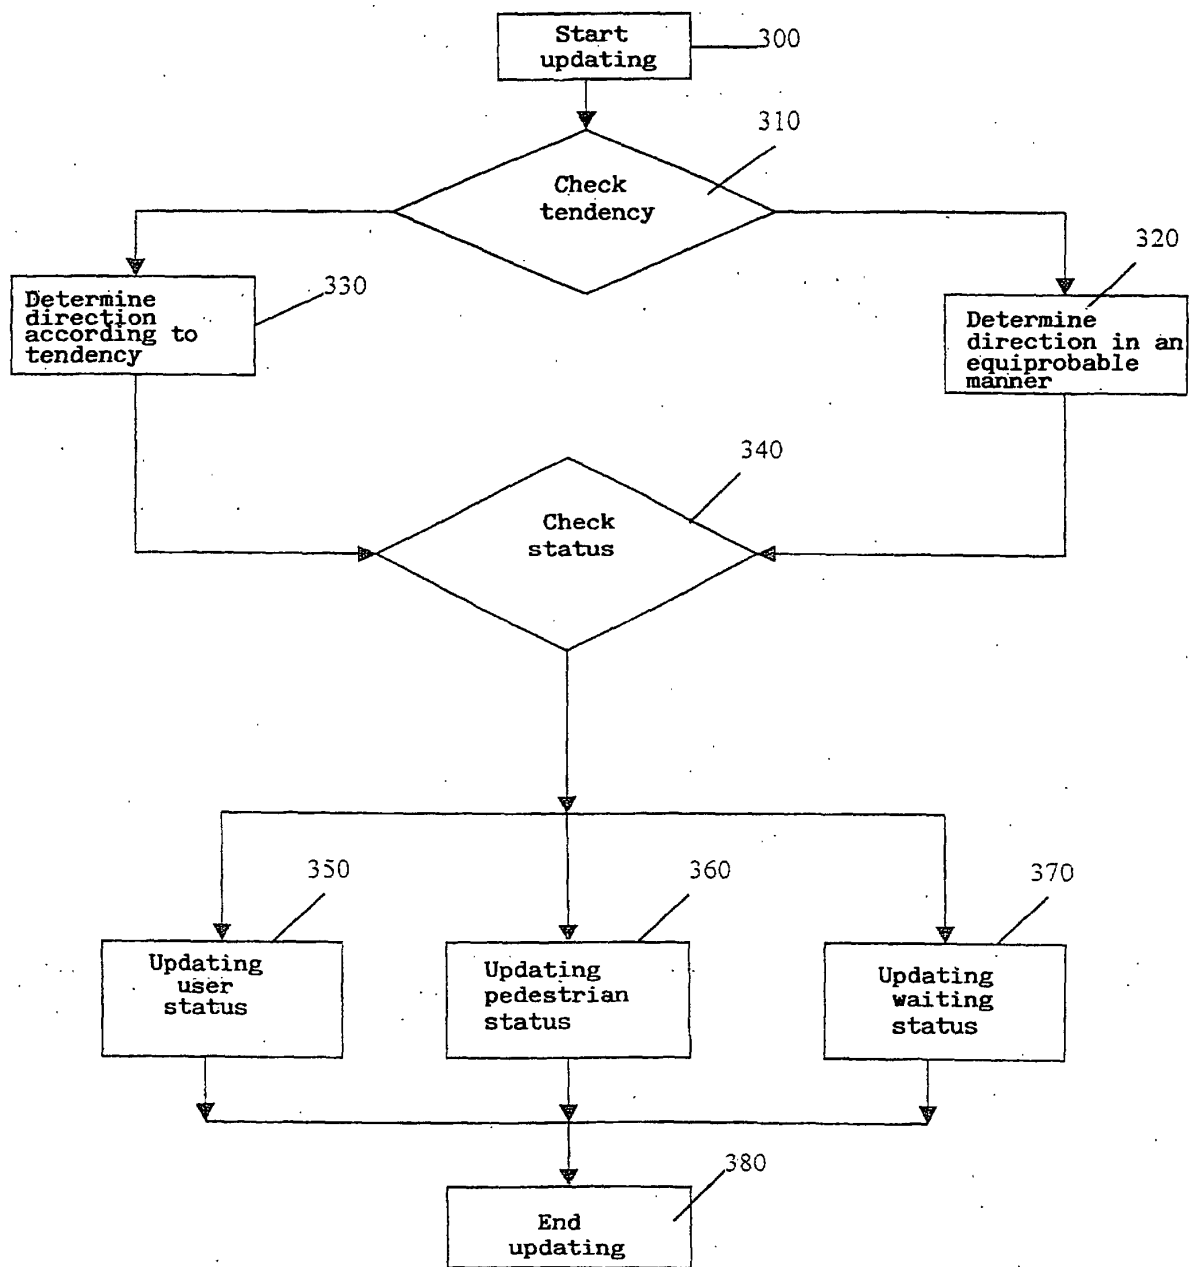 Start
updating
300
310
Check
tendency
320
330
Determine
direction
according to
tendency
Determine
direction in an
equiprobable
manner
340
Check
status
350
360
370
Updating
user
status
Updating
pedestrian
status
Updating
waiting
status
380
End
updating